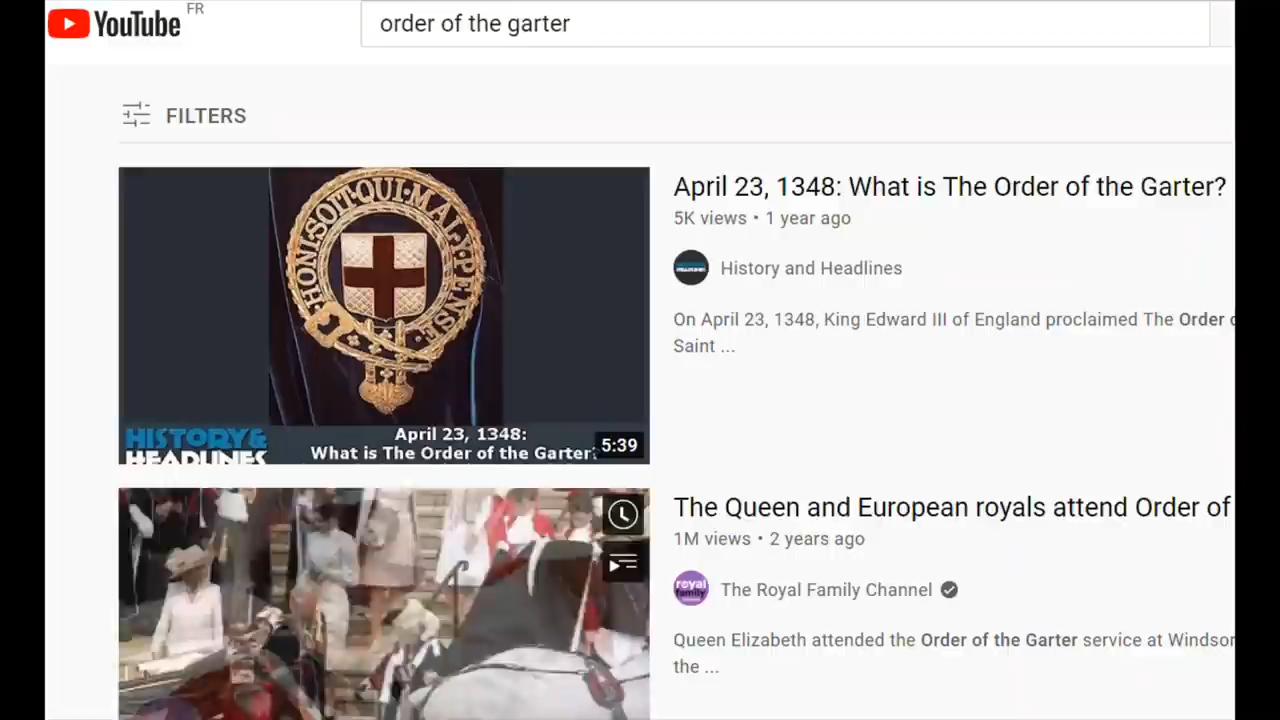 YouTube FR
order of the garter
FILTERS
HONI·SOIT·QUI·MAL·Y·PENSE
HISTORY&
HEADLINES
April 23, 1348:
What is The Order of the Garter?
5:39
April 23, 1348: What is The Order of the Garter?
5K views • 1 year ago
History and Headlines
On April 23, 1348, King Edward III of England proclaimed The Order
Saint ...
The Queen and European royals attend Order of
1M views • 2 years ago
royal
family
The Royal Family Channel
Queen Elizabeth attended the Order of the Garter service at Windsor
the ...